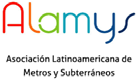 Alamys
Asociación Latinoamericana de
Metros y Subterráneos